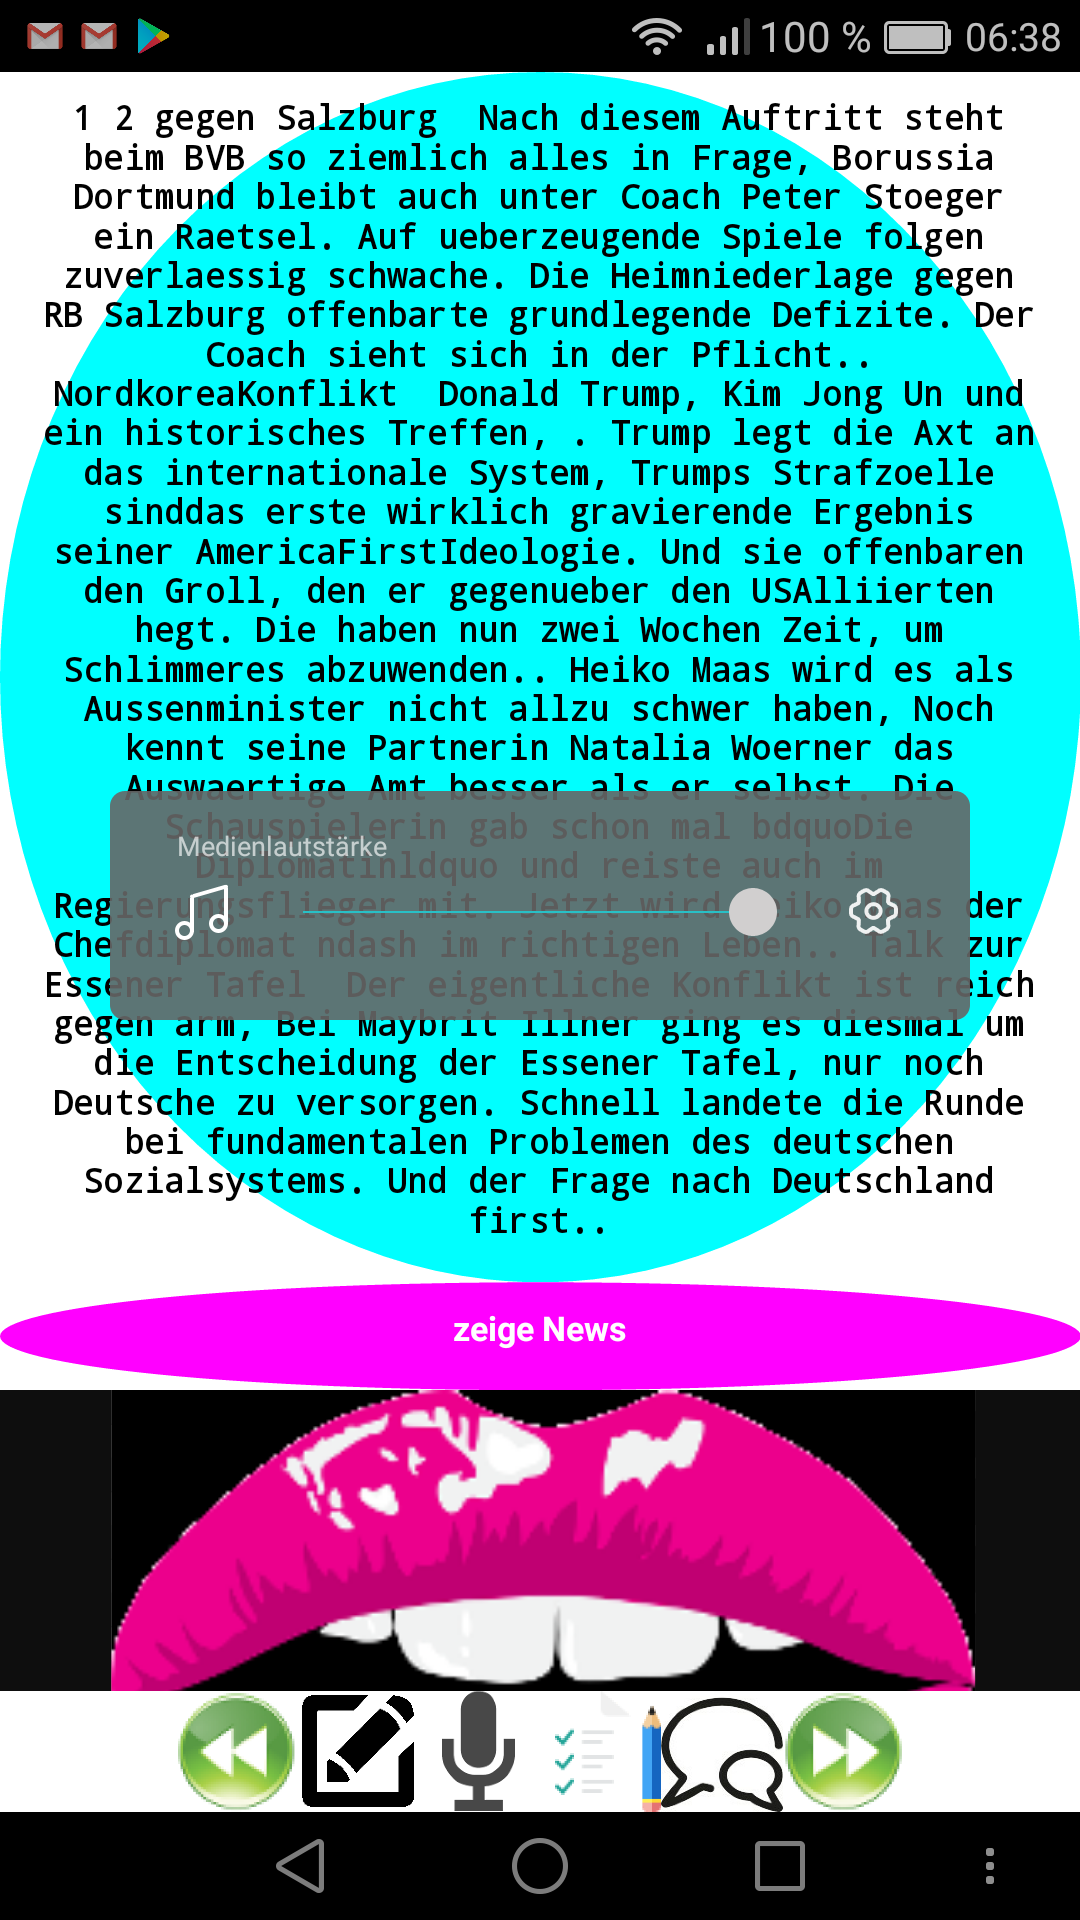 100 % 06:38
1 2 gegen Salzburg  Nach diesem Auftritt steht
beim BVB so ziemlich alles in Frage, Borussia
Dortmund bleibt auch unter Coach Peter Stoeger
ein Raetsel. Auf ueberzeugende Spiele folgen
zuverlaessig schwache. Die Heimniederlage gegen
RB Salzburg offenbarte grundlegende Defizite. Der
Coach sieht sich in der Pflicht..
NordkoreaKonflikt  Donald Trump, Kim Jong Un und
ein historisches Treffen, . Trump legt die Axt an
das internationale System, Trumps Strafzoelle
sinddas erste wirklich gravierende Ergebnis
seiner AmericaFirstIdeologie. Und sie offenbaren
den Groll, den er gegenueber den USAlliierten
hegt. Die haben nun zwei Wochen Zeit, um
Schlimmeres abzuwenden.. Heiko Maas wird es als
Aussenminister nicht allzu schwer haben, Noch
kennt seine Partnerin Natalia Woerner das
Auswaertige Amt besser als er selbst. Die
Schauspielerin gab schon mal bdquoDie
Medienlautstärke
Diplomatinldquo und reiste auch im
Regierungsflieger mit. Jetzt wird Heiko Maas der
Chefdiplomat ndash im richtigen Leben.. Talk zur
Essener Tafel  Der eigentliche Konflikt ist reich
gegen arm, Bei Maybrit Illner ging es diesmal um
die Entscheidung der Essener Tafel, nur noch
Deutsche zu versorgen. Schnell landete die Runde
bei fundamentalen Problemen des deutschen
Sozialsystems. Und der Frage nach Deutschland
first..
zeige News